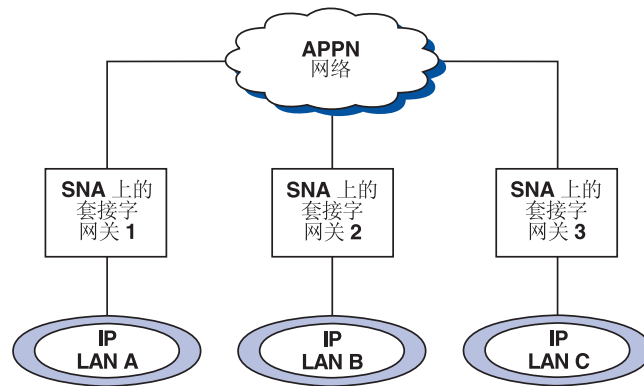 APPN
网络
SNA 上的
套接字
网关 1
SNA 上的
套接字
网关 2
SNA 上的
套接字
网关 3
IP
LAN A
IP
LAN B
IP
LAN C